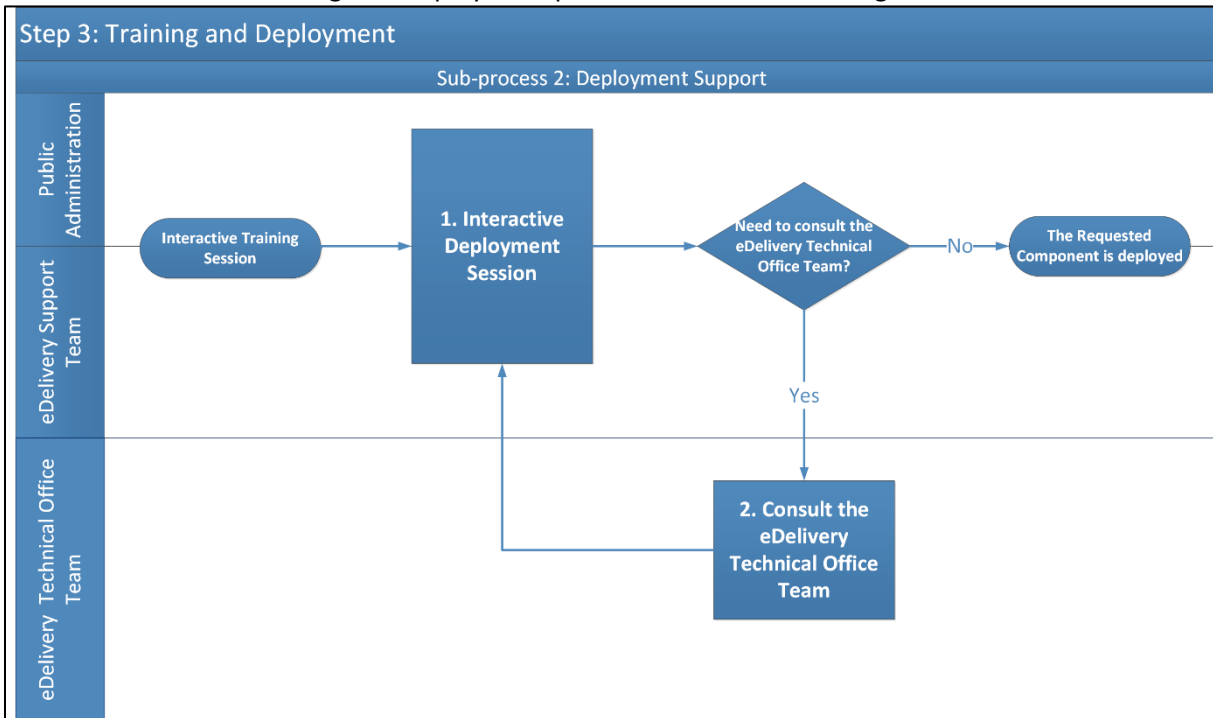 Step 3: Training and Deployment
Sub-process 2: Deployment Support
Public
Administration
Interactive Training
Session
1. Interactive
Deployment
Session
Need to consult the
eDelivery Technical
Office Team?
No
The Requested
Component is deployed
eDelivery Support
Team
Yes
eDelivery Technical Office
Team
2. Consult the
eDelivery
Technical Office
Team